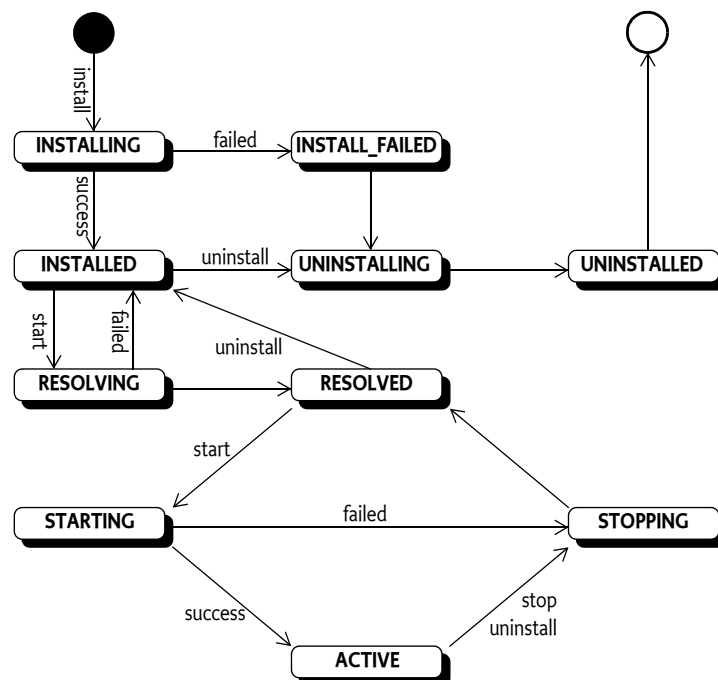 install
INSTALLING
failed
INSTALL_FAILED
success
INSTALLED
uninstall
UNINSTALLING
UNINSTALLED
start
failed
uninstall
RESOLVING
RESOLVED
start
STARTING
failed
STOPPING
success
stop
uninstall
ACTIVE